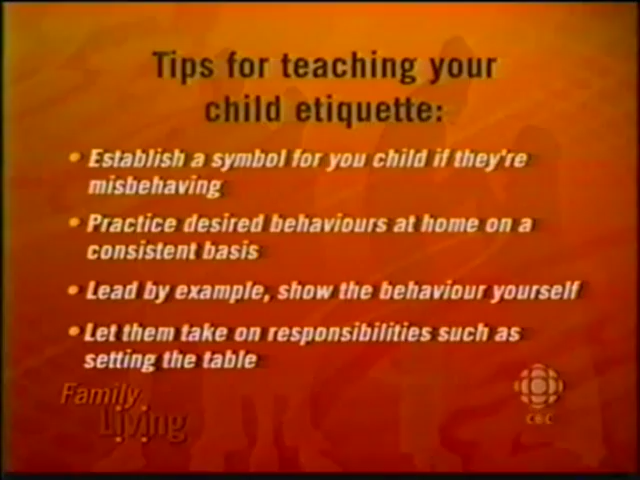 Tips for teaching your
child etiquette:
• Establish a symbol for you child if they're
misbehaving
• Practice desired behaviours at home on a
consistent basis
• Lead by example, show the behaviour yourself
• Let them take on responsibilities such as
setting the table
Family
Living
CBC